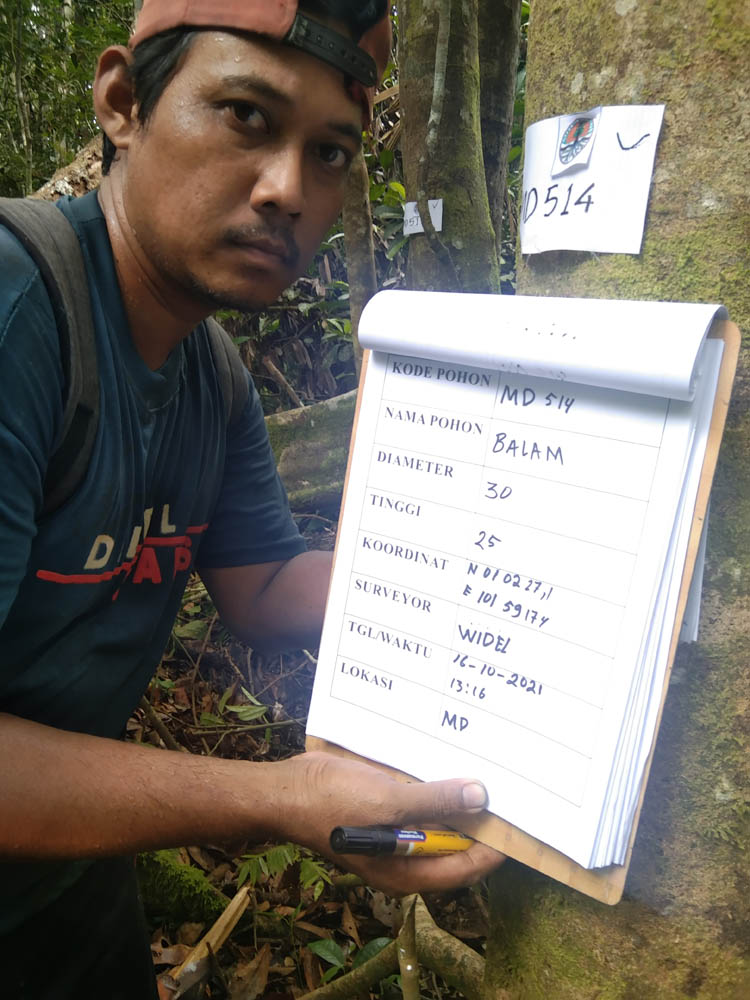 MD 514
KODE POHON MD 514
NAMA POHON BALAM
DIAMETER 30
TINGGI 25
KOORDINAT N 01 02 27,1
E 101 59 17 4
SURVEYOR WIDEL
TGL/WAKTU 16-10-2021
13:16
LOKASI MD